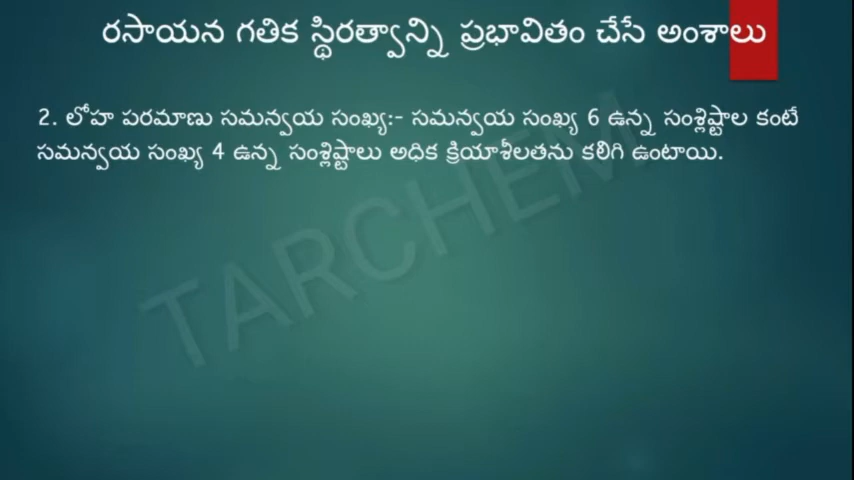 రసాయన గతిక స్థిరత్వాన్ని ప్రభావితం చేసే అంశాలు
2. లోహ పరమాణు సమన్వయ సంఖ్య:- సమన్వయ సంఖ్య 6 ఉన్న సంశ్లిష్టాల కంటే
సమన్వయ సంఖ్య 4 ఉన్న సంశ్లిష్టాలు అధిక క్రియాశీలతను కలిగి ఉంటాయి.
TARCHEM